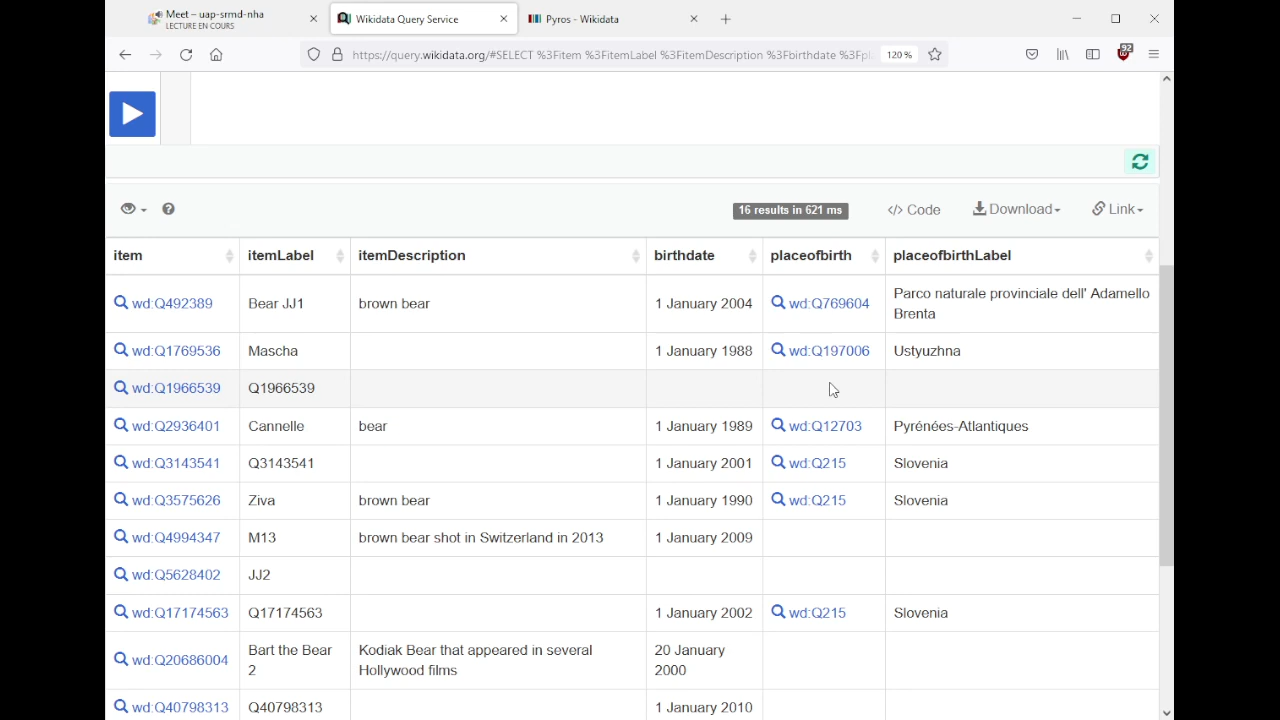 Meet – uap-srmd-nha
LECTURE EN COURS
Wikidata Query Service
Pyros - Wikidata
https://query.wikidata.org/#SELECT %3Fitem %3FitemLabel %3FitemDescription %3Fbirthdate %3Fpl
120 %
92
16 results in 621 ms
</> Code
Download
Link
item itemLabel itemDescription birthdate placeofbirth placeofbirthLabel
wd:Q492389 Bear JJ1 brown bear 1 January 2004 wd:Q769604 Parco naturale provinciale dell' Adamello
Brenta
wd:Q1769536 Mascha 1 January 1988 wd:Q197006 Ustyuzhna
wd:Q1966539 Q1966539
wd:Q2936401 Cannelle bear 1 January 1989 wd:Q12703 Pyrénées-Atlantiques
wd:Q3143541 Q3143541 1 January 2001 wd:Q215 Slovenia
wd:Q3575626 Ziva brown bear 1 January 1990 wd:Q215 Slovenia
wd:Q4994347 M13 brown bear shot in Switzerland in 2013 1 January 2009
wd:Q5628402 JJ2
wd:Q17174563 Q17174563 1 January 2002 wd:Q215 Slovenia
wd:Q20686004 Bart the Bear 2 Kodiak Bear that appeared in several Hollywood films 20 January 2000
wd:Q40798313 Q40798313 1 January 2010